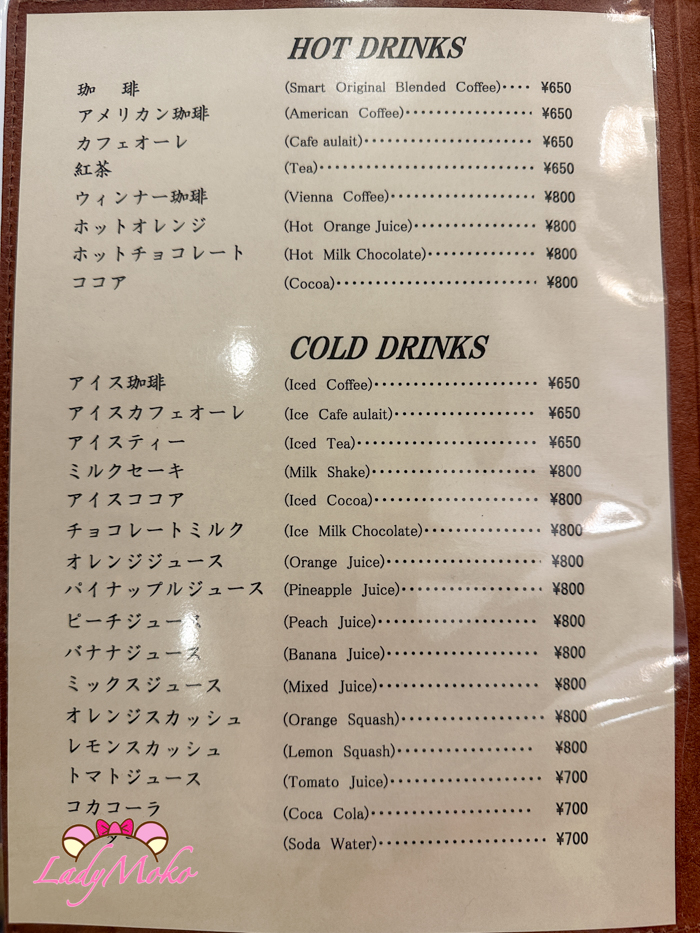 HOT DRINKS
珈 琲 (Smart Original Blended Coffee)···· ¥650
アメリカン珈琲 (American Coffee)·················· ¥650
カフェオーレ (Cafe aulait)························ ¥650
紅茶 (Tea)································ ¥650
ウィンナー珈琲 (Vienna Coffee)···················· ¥800
ホットオレンジ (Hot Orange Juice)················ ¥800
ホットチョコレート (Hot Milk Chocolate)·············· ¥800
ココア (Cocoa)···························· ¥800
COLD DRINKS
アイス珈琲 (Iced Coffee)······················· ¥650
アイスカフェオーレ (Ice Cafe aulait)···················· ¥650
アイスティー (Iced Tea)························· ¥650
ミルクセーキ (Milk Shake)······················· ¥800
アイスココア (Iced Cocoa)······················· ¥800
チョコレートミルク (Ice Milk Chocolate)················ ¥800
オレンジジュース (Orange Juice)····················· ¥800
パイナップルジュース (Pineapple Juice)··················· ¥800
ピーチジュース (Peach Juice)······················ ¥800
バナナジュース (Banana Juice)····················· ¥800
ミックスジュース (Mixed Juice)······················ ¥800
オレンジスカッシュ (Orange Squash)··················· ¥800
レモンスカッシュ (Lemon Squash)·················· ¥800
トマトジュース (Tomato Juice)····················· ¥700
コカコーラ (Coca Cola)······················ ¥700
(Soda Water)························ ¥700
LadyMoko